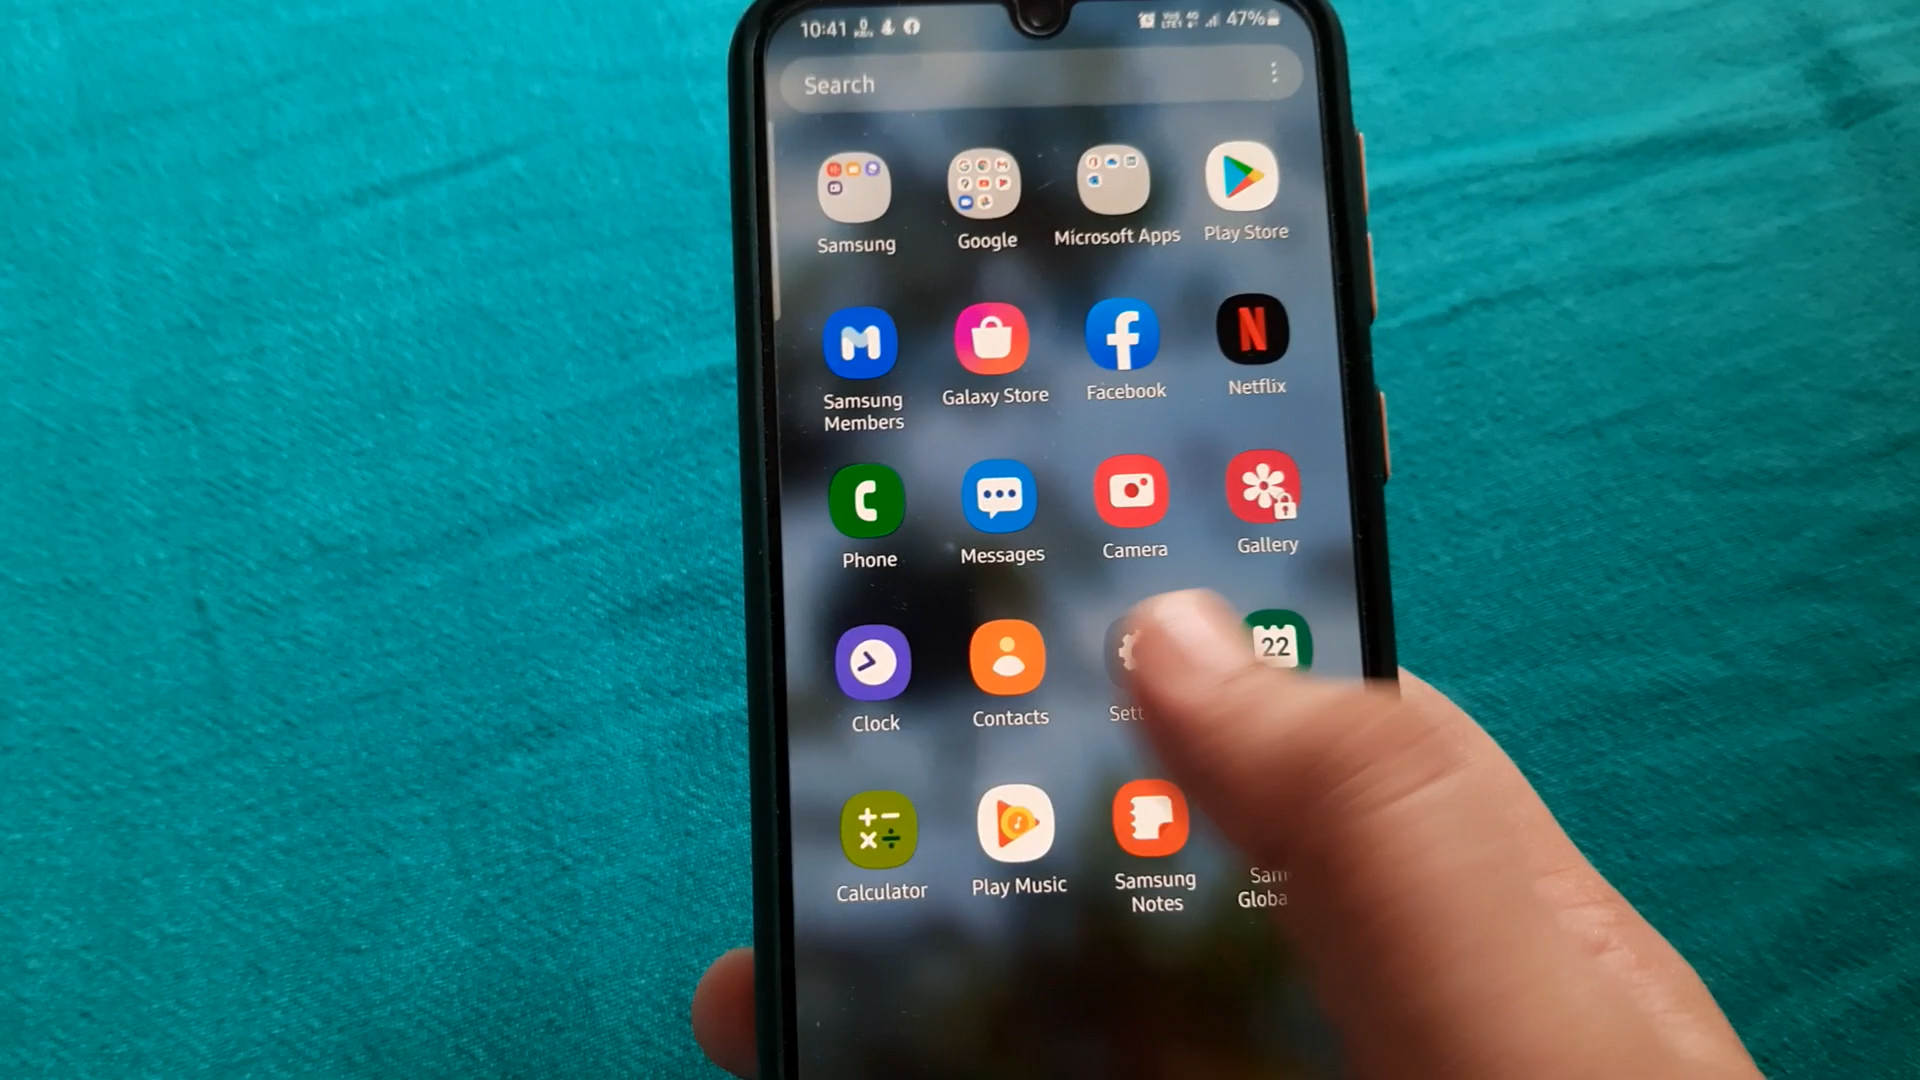 10:41
47%
Search
Samsung Google Microsoft Apps Play Store
Samsung Members
Galaxy Store Facebook Netflix
Phone Messages Camera Gallery
22
Clock Contacts Sett
Calculator Play Music Samsung Notes
Sam
Globa